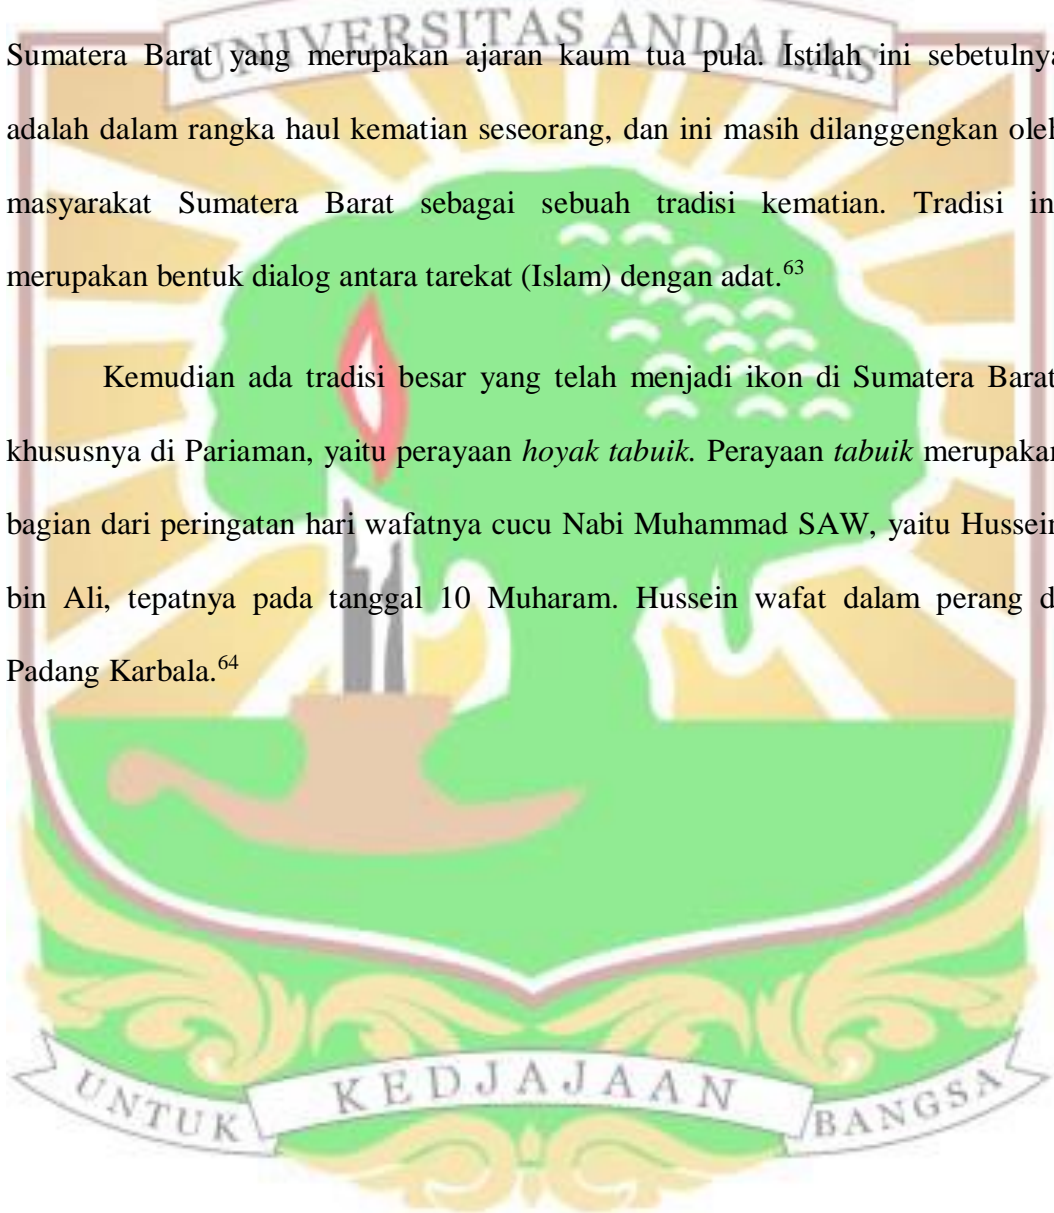 UNIVERSITAS ANDALAS
Sumatera Barat yang merupakan ajaran kaum tua pula. Istilah ini sebetulnya
adalah dalam rangka haul kematian seseorang, dan ini masih dilanggengkan oleh
masyarakat Sumatera Barat sebagai sebuah tradisi kematian. Tradisi in
merupakan bentuk dialog antara tarekat (Islam) dengan adat.63
Kemudian ada tradisi besar yang telah menjadi ikon di Sumatera Barat
khususnya di Pariaman, yaitu perayaan hoyak tabuik. Perayaan tabuik merupakan
bagian dari peringatan hari wafatnya cucu Nabi Muhammad SAW, yaitu Hussein
bin Ali, tepatnya pada tanggal 10 Muharam. Hussein wafat dalam perang d
Padang Karbala.64
UNTUK KEDJAJAAN BANGSA